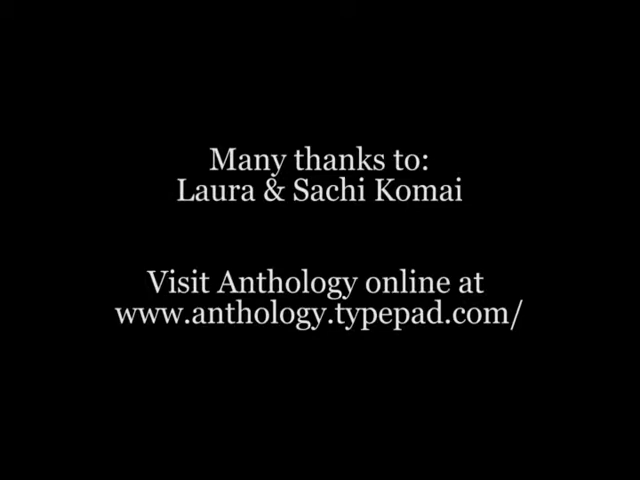 Many thanks to:
Laura & Sachi Komai
Visit Anthology online at
www.anthology.typepad.com/